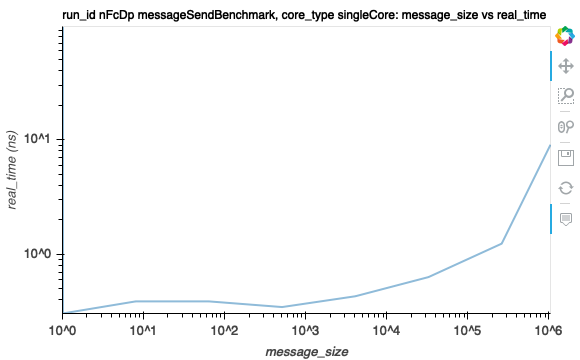 run_id nFcDp messageSendBenchmark, core_type singleCore: message_size vs real_time
real_time (ns)
10^1
10^0
10^0 10^1 10^2 10^3 10^4 10^5 10^6
message_size